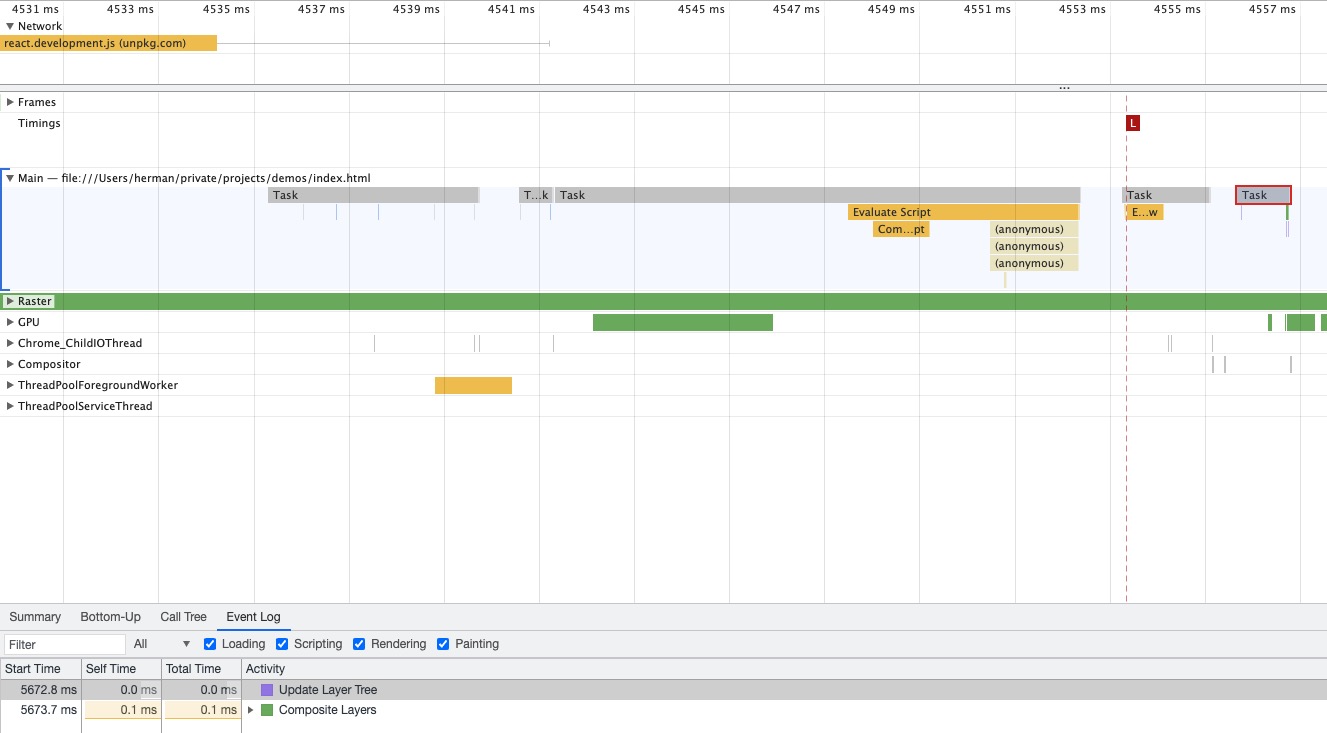 4531 ms 4533 ms 4535 ms 4537 ms 4539 ms 4541 ms 4543 ms 4545 ms 4547 ms 4549 ms 4551 ms 4553 ms 4555 ms 4557 ms
Network
react.development.js (unpkg.com)
...
Frames
Timings
L
Main — file:///Users/herman/private/projects/demos/index.html
Task T…k Task Task Task
Evaluate Script E…w
Com…pt (anonymous)
(anonymous)
(anonymous)
Raster
GPU
Chrome_ChildIOThread
Compositor
ThreadPoolForegroundWorker
ThreadPoolServiceThread
Summary Bottom-Up Call Tree Event Log
Filter All Loading Scripting Rendering Painting
Start Time Self Time Total Time Activity
5672.8 ms 0.0 ms 0.0 ms Update Layer Tree
5673.7 ms 0.1 ms 0.1 ms Composite Layers